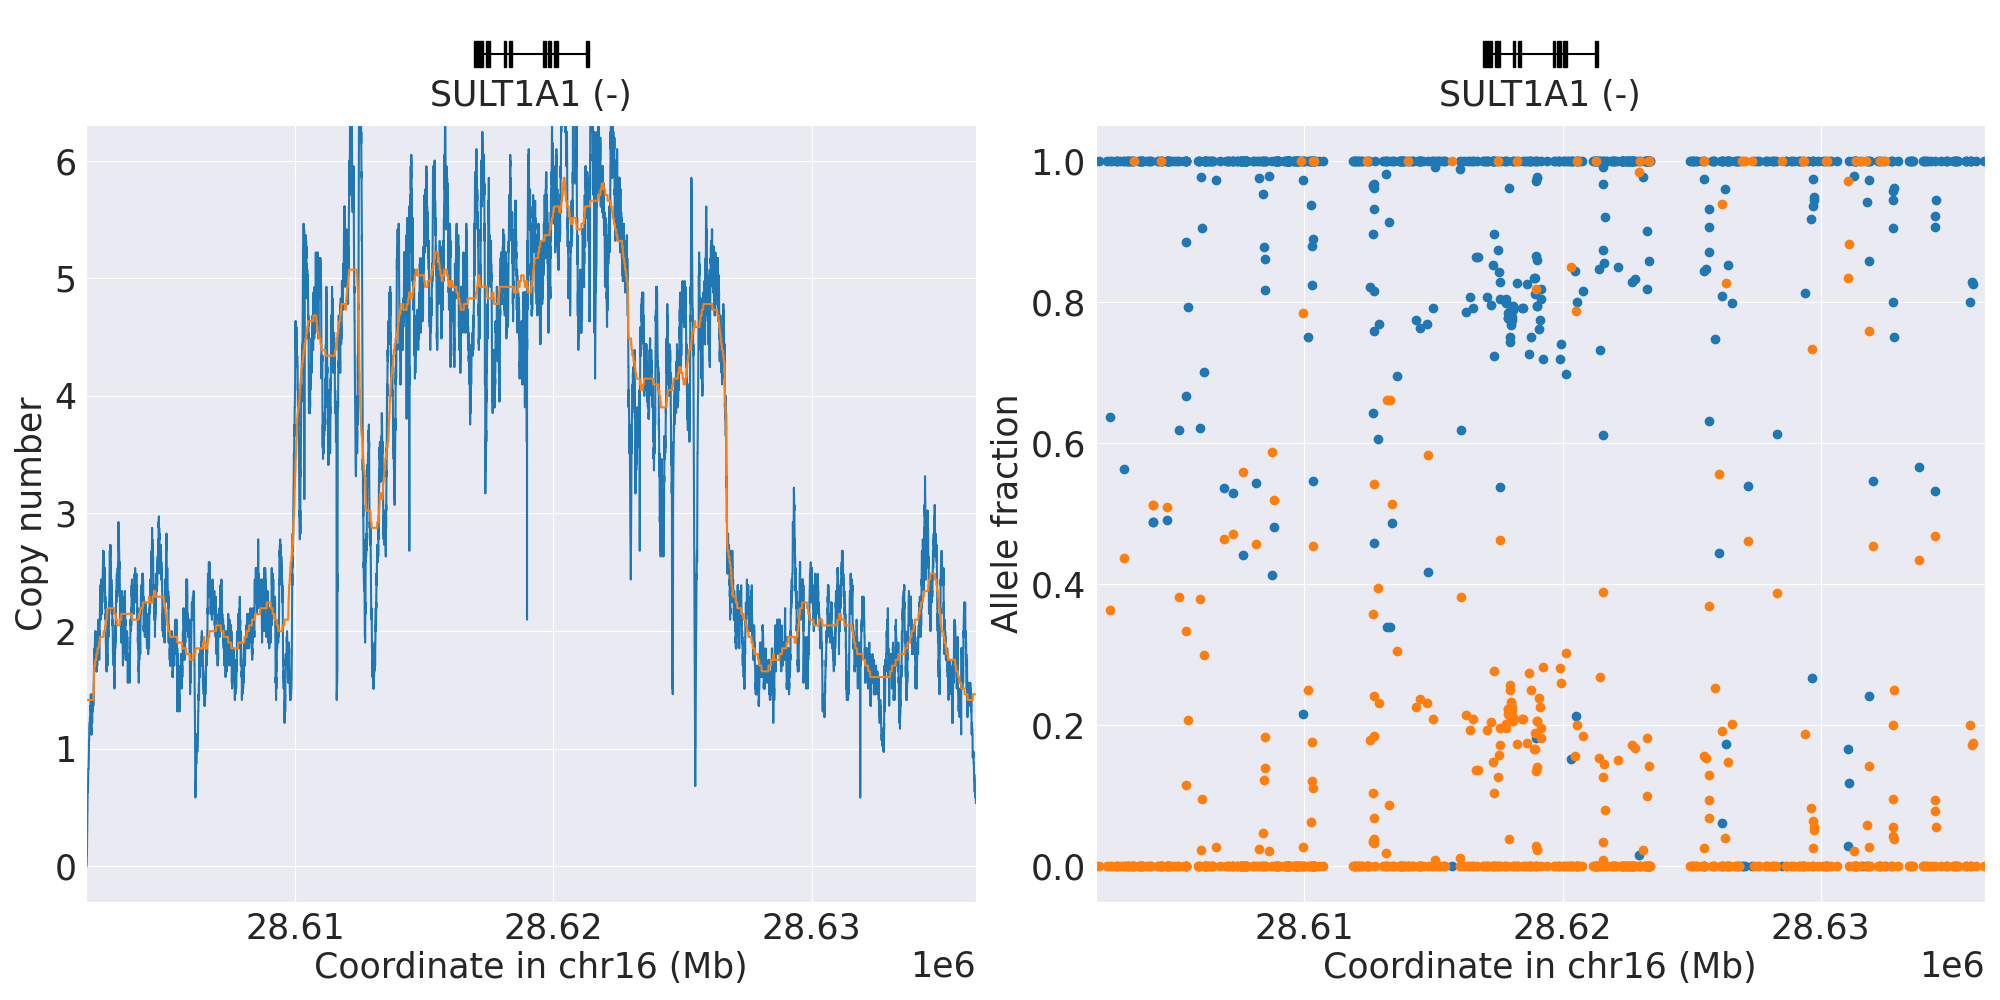 SULT1A1 (-)
Copy number
6
5
4
3
2
1
0
28.61
28.62
28.63
Coordinate in chr16 (Mb)
1e6
SULT1A1 (-)
Allele fraction
1.0
0.8
0.6
0.4
0.2
0.0
28.61
28.62
28.63
Coordinate in chr16 (Mb)
1e6